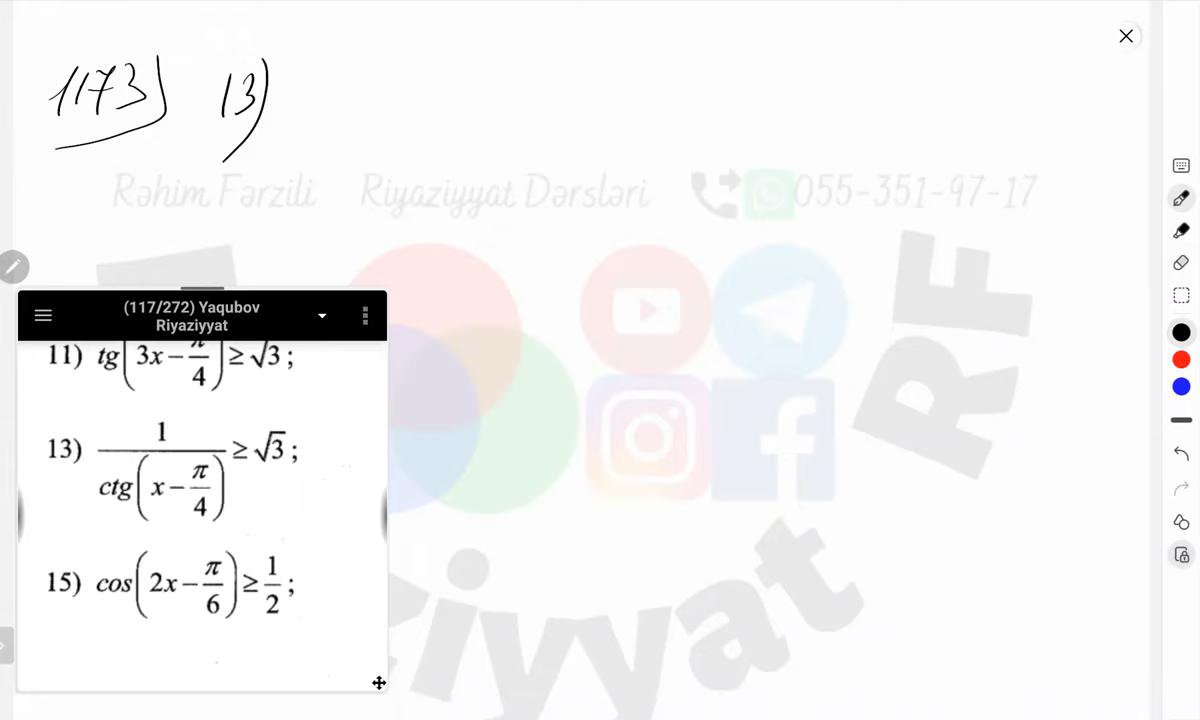 1173) 13)
Rəhim Fərzili Riyaziyyat Dərsləri 055-351-97-17
RF
(117/272) Yaqubov
Riyaziyyat
11) tg(3x − π/4) ≥ √3 ;
13) 1/ctg(x − π/4) ≥ √3 ;
15) cos(2x − π/6) ≥ 1/2 ;
iyyat